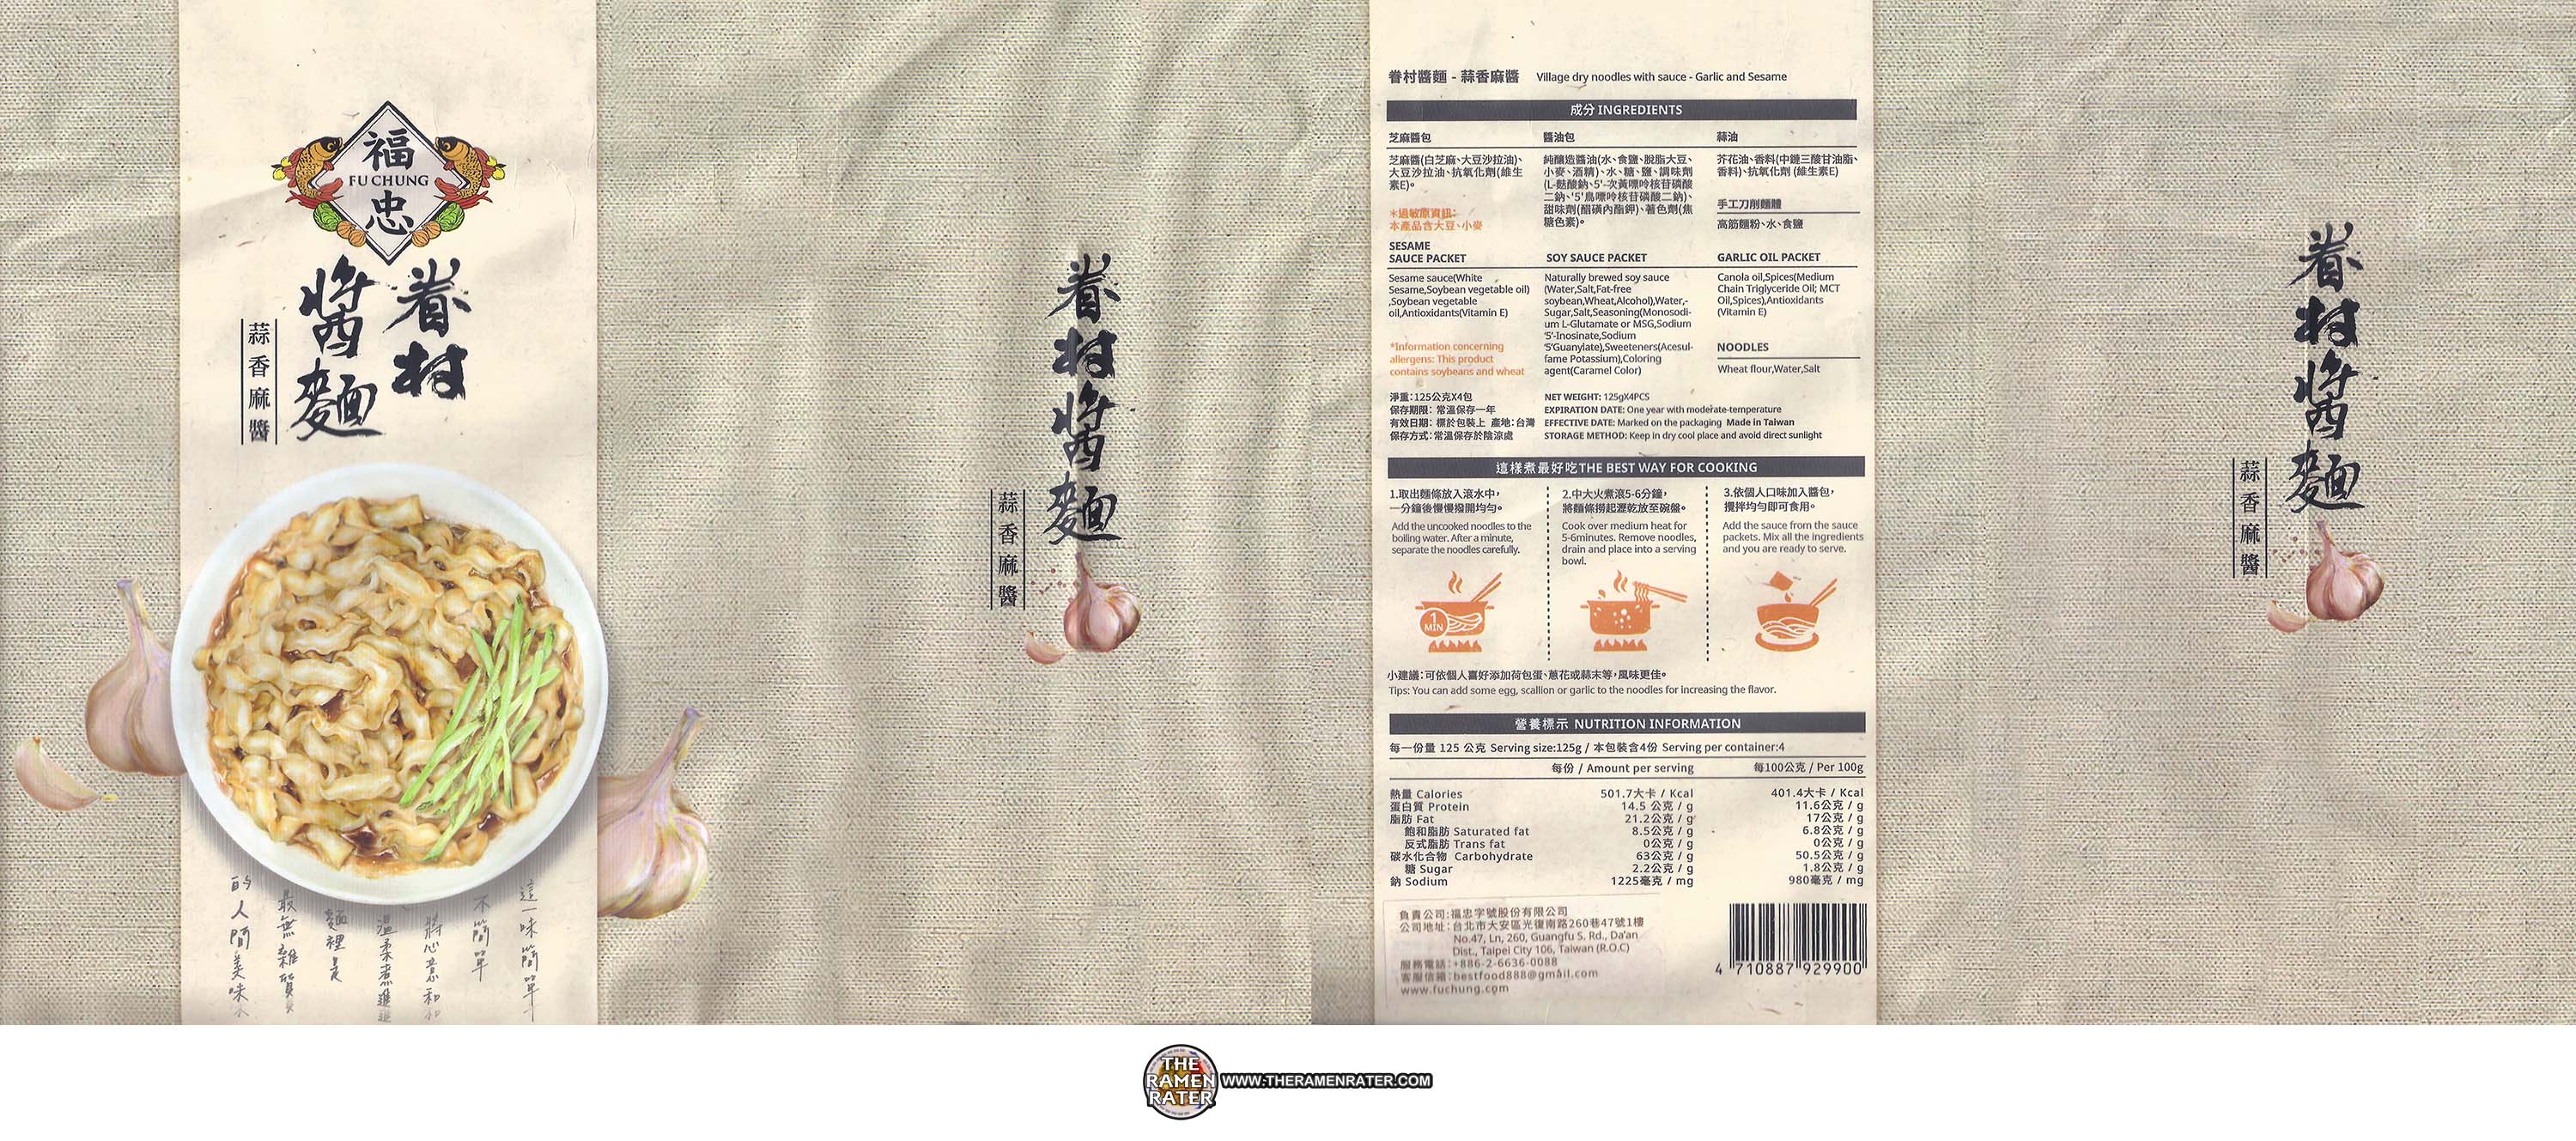 福
FU CHUNG
忠
眷村
醬麵
蒜香麻醬
這一味簡單
不簡單
將心意和
溫柔煮進
麵裡是
最無雜質
的人間美味
眷村醬麵
蒜香麻醬
眷村醬麵 - 蒜香麻醬 Village dry noodles with sauce - Garlic and Sesame
成分 INGREDIENTS
芝麻醬包
芝麻醬(白芝麻、大豆沙拉油)、
大豆沙拉油、抗氧化劑(維生
素E)。
*過敏原資訊:
本產品含大豆、小麥
醬油包
純釀造醬油(水、食鹽、脫脂大豆、
小麥、酒精)、水、糖、鹽、調味劑
(L-麩酸鈉、5'-次黃嘌呤核苷磷酸
二鈉、'5'鳥嘌呤核苷磷酸二鈉)、
甜味劑(醋磺內酯鉀)、著色劑(焦
糖色素)。
蒜油
芥花油、香料(中鏈三酸甘油脂、
香料)、抗氧化劑 (維生素E)
手工刀削麵體
高筋麵粉、水、食鹽
SESAME
SAUCE PACKET
Sesame sauce(White
Sesame,Soybean vegetable oil)
,Soybean vegetable
oil,Antioxidants(Vitamin E)
*Information concerning
allergens: This product
contains soybeans and wheat
SOY SAUCE PACKET
Naturally brewed soy sauce
(Water,Salt,Fat-free
soybean,Wheat,Alcohol),Water,-
Sugar,Salt,Seasoning(Monosodi-
um L-Glutamate or MSG,Sodium
'5'-Inosinate,Sodium
'5'Guanylate),Sweeteners(Acesul-
fame Potassium),Coloring
agent(Caramel Color)
GARLIC OIL PACKET
Canola oil,Spices(Medium
Chain Triglyceride Oil; MCT
Oil,Spices),Antioxidants
(Vitamin E)
NOODLES
Wheat flour,Water,Salt
淨重:125公克X4包
保存期限: 常溫保存一年
有效日期: 標於包裝上 產地:台灣
保存方式:常溫保存於陰涼處
NET WEIGHT: 125gX4PCS
EXPIRATION DATE: One year with moderate-temperature
EFFECTIVE DATE: Marked on the packaging Made in Taiwan
STORAGE METHOD: Keep in dry cool place and avoid direct sunlight
這樣煮最好吃THE BEST WAY FOR COOKING
1.取出麵條放入滾水中,
一分鐘後慢慢撥開均勻。
Add the uncooked noodles to the
boiling water. After a minute,
separate the noodles carefully.
1
MIN
2.中大火煮滾5-6分鐘,
將麵條撈起瀝乾放至碗盤。
Cook over medium heat for
5-6minutes. Remove noodles,
drain and place into a serving
bowl.
3.依個人口味加入醬包,
攪拌均勻即可食用。
Add the sauce from the sauce
packets. Mix all the ingredients
and you are ready to serve.
小建議:可依個人喜好添加荷包蛋、蔥花或蒜末等,風味更佳。
Tips: You can add some egg, scallion or garlic to the noodles for increasing the flavor.
營養標示 NUTRITION INFORMATION
每一份量 125 公克 Serving size:125g / 本包裝含4份 Serving per container:4
每份 / Amount per serving 每100公克 / Per 100g
熱量 Calories 501.7大卡 / Kcal 401.4大卡 / Kcal
蛋白質 Protein 14.5 公克 / g 11.6公克 / g
脂肪 Fat 21.2公克 / g 17公克 / g
飽和脂肪 Saturated fat 8.5公克 / g 6.8公克 / g
反式脂肪 Trans fat 0公克 / g 0公克 / g
碳水化合物 Carbohydrate 63公克 / g 50.5公克 / g
糖 Sugar 2.2公克 / g 1.8公克 / g
鈉 Sodium 1225毫克 / mg 980毫克 / mg
負責公司:福忠字號股份有限公司
公司地址:台北市大安區光復南路260巷47號1樓
No.47, Ln, 260, Guangfu S. Rd., Da'an
Dist., Taipei City 106, Taiwan (R.O.C)
服務電話:+886-2-6636-0088
客服信箱:bestfood888@gmail.com
www.fuchung.com
4 710887 929900
眷村醬麵
蒜香麻醬
THE
RAMEN
RATER
WWW.THERAMENRATER.COM